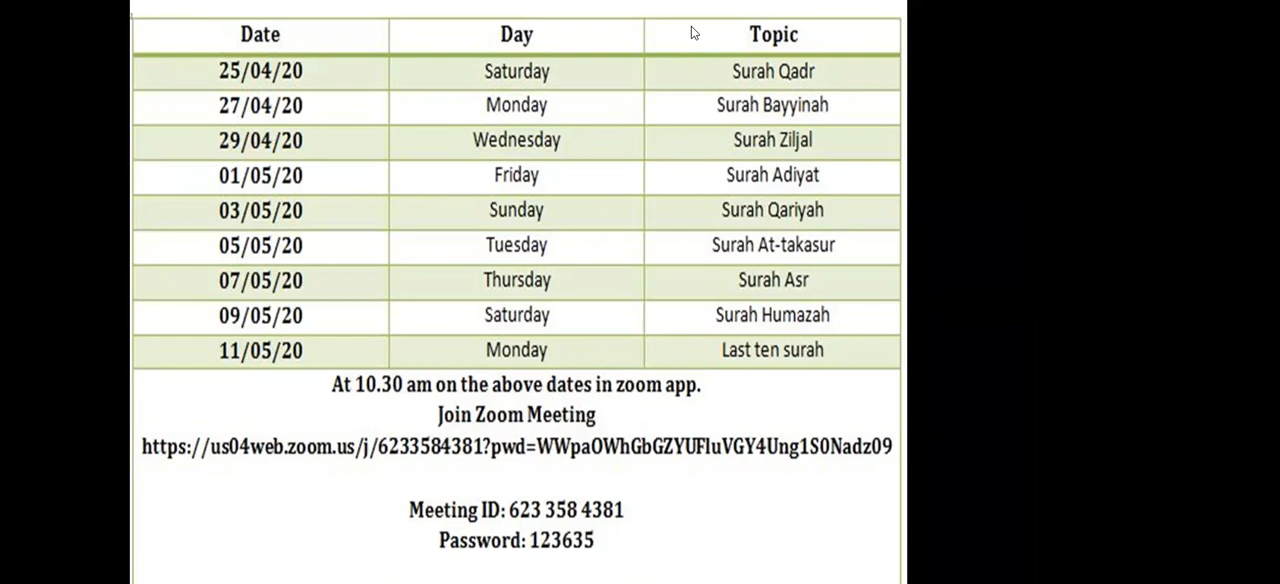 Date Day Topic
25/04/20 Saturday Surah Qadr
27/04/20 Monday Surah Bayyinah
29/04/20 Wednesday Surah Ziljal
01/05/20 Friday Surah Adiyat
03/05/20 Sunday Surah Qariyah
05/05/20 Tuesday Surah At-takasur
07/05/20 Thursday Surah Asr
09/05/20 Saturday Surah Humazah
11/05/20 Monday Last ten surah
At 10.30 am on the above dates in zoom app.
Join Zoom Meeting
https://us04web.zoom.us/j/6233584381?pwd=WWpaOWhGbGZYUFluVGY4Ung1S0Nadz09
Meeting ID: 623 358 4381
Password: 123635